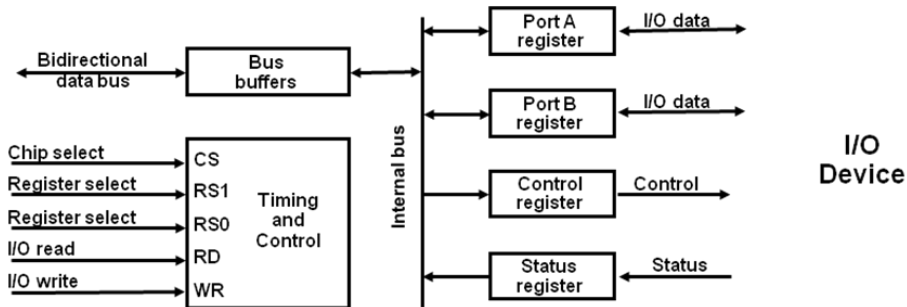 Port A
register
I/O data
Bidirectional
data bus
Bus
buffers
Port B
register
I/O data
Internal bus
Chip select
CS
Register select
RS1
Register select
RS0
I/O read
RD
I/O write
WR
Timing
and
Control
Control
register
Control
Status
register
Status
I/O
Device